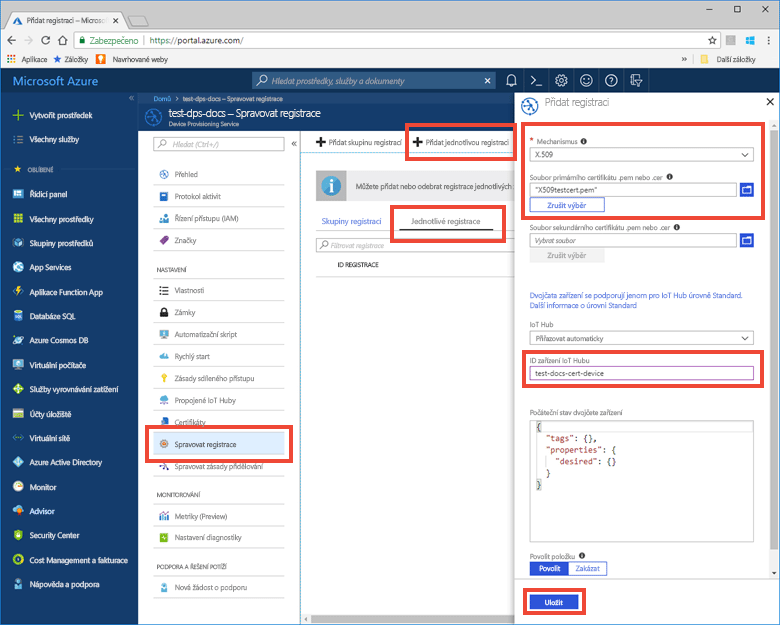 Přidat registraci – Micro
Zabezpečeno
https://portal.azure.com/
Aplikace
Záložky
Navrhované weby
»
Další záložky
Microsoft Azure
Hledat prostředky, služby a dokumenty
Vytvořit prostředek
Všechny služby
OBLÍBENÉ
Řídicí panel
Všechny prostředky
Skupiny prostředků
App Services
Aplikace Function App
Databáze SQL
Azure Cosmos DB
Virtuální počítače
Služby vyrovnávání zatížení
Účty úložiště
Virtuální sítě
Azure Active Directory
Monitor
Advisor
Security Center
Cost Management a fakturace
Nápověda a podpora
Domů > test-dps-docs – Spravovat registrace
test-dps-docs – Spravovat registrace
Device Provisioning Service
Hledat (Ctrl+/)
Přehled
Protokol aktivit
Řízení přístupu (IAM)
Značky
NASTAVENÍ
Vlastnosti
Zámky
Automatizační skript
Rychlý start
Zásady sdíleného přístupu
Propojené IoT Huby
Certifikáty
Spravovat registrace
Spravovat zásady přidělování
MONITOROVÁNÍ
Metriky (Preview)
Nastavení diagnostiky
PODPORA A ŘEŠENÍ POTÍŽÍ
Nová žádost o podporu
Přidat skupinu registrací
Přidat jednotlivou registraci
Můžete přidat nebo odebrat registrace jednotlivých
Skupiny registrací
Jednotlivé registrace
Filtrovat registrace
ID REGISTRACE
Přidat registraci
* Mechanismus
X.509
Soubor primárního certifikátu .pem nebo .cer
"X509testcert.pem"
Zrušit výběr
Soubor sekundárního certifikátu .pem nebo .cer
Vybrat soubor
Zrušit výběr
Dvojčata zařízení se podporují jenom pro IoT Hub úrovně Standard.
Další informace o úrovni Standard
IoT Hub
Přiřazovat automaticky
ID zařízení IoT Hubu
test-docs-cert-device
Počáteční stav dvojčete zařízení
{
"tags": {},
"properties": {
"desired": {}
}
}
Povolit položku
Povolit
Zakázat
Uložit